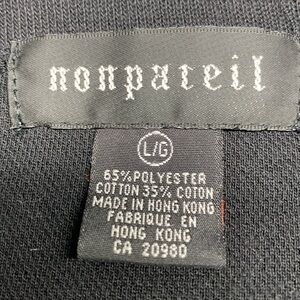 nonpareil
L/G
65% POLYESTER
COTTON 35% COTON
MADE IN HONG KONG
FABRIQUE EN
HONG KONG
CA 20980